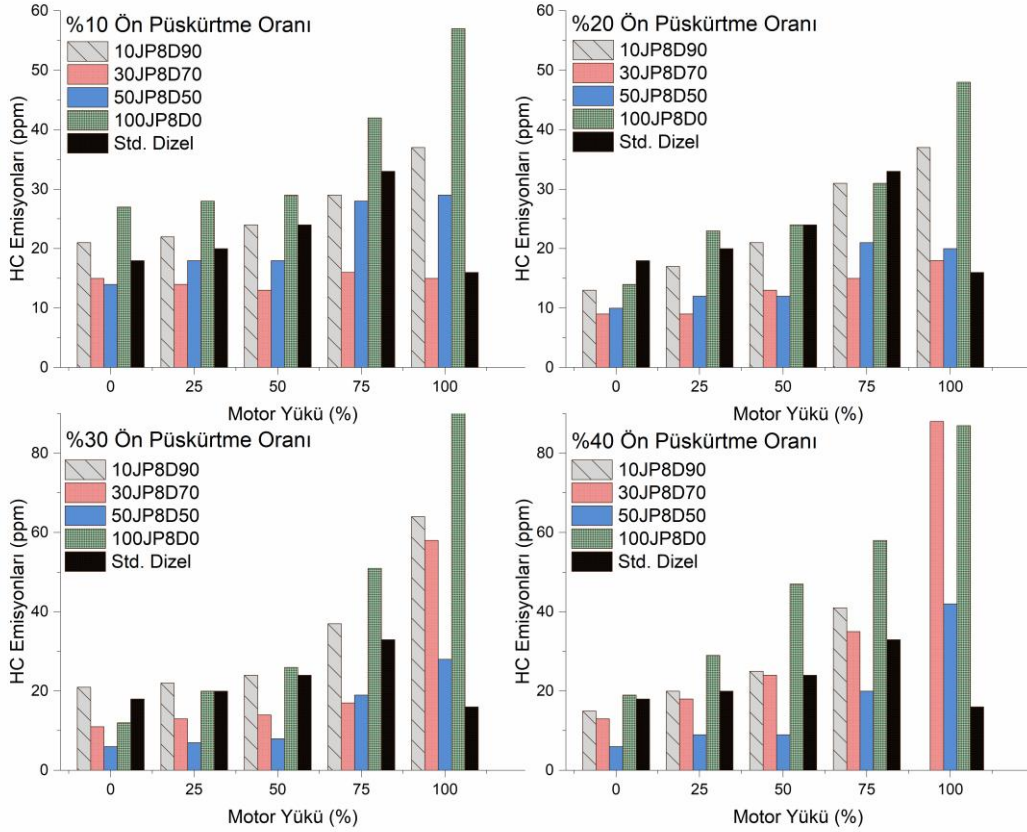 %10 Ön Püskürtme Oranı
10JP8D90
30JP8D70
50JP8D50
100JP8D0
Std. Dizel
HC Emisyonları (ppm)
60
50
40
30
20
10
0
0 25 50 75 100
Motor Yükü (%)
%20 Ön Püskürtme Oranı
10JP8D90
30JP8D70
50JP8D50
100JP8D0
Std. Dizel
HC Emisyonları (ppm)
60
50
40
30
20
10
0
0 25 50 75 100
Motor Yükü (%)
%30 Ön Püskürtme Oranı
10JP8D90
30JP8D70
50JP8D50
100JP8D0
Std. Dizel
HC Emisyonları (ppm)
80
60
40
20
0
0 25 50 75 100
Motor Yükü (%)
%40 Ön Püskürtme Oranı
10JP8D90
30JP8D70
50JP8D50
100JP8D0
Std. Dizel
HC Emisyonları (ppm)
80
60
40
20
0
0 25 50 75 100
Motor Yükü (%)